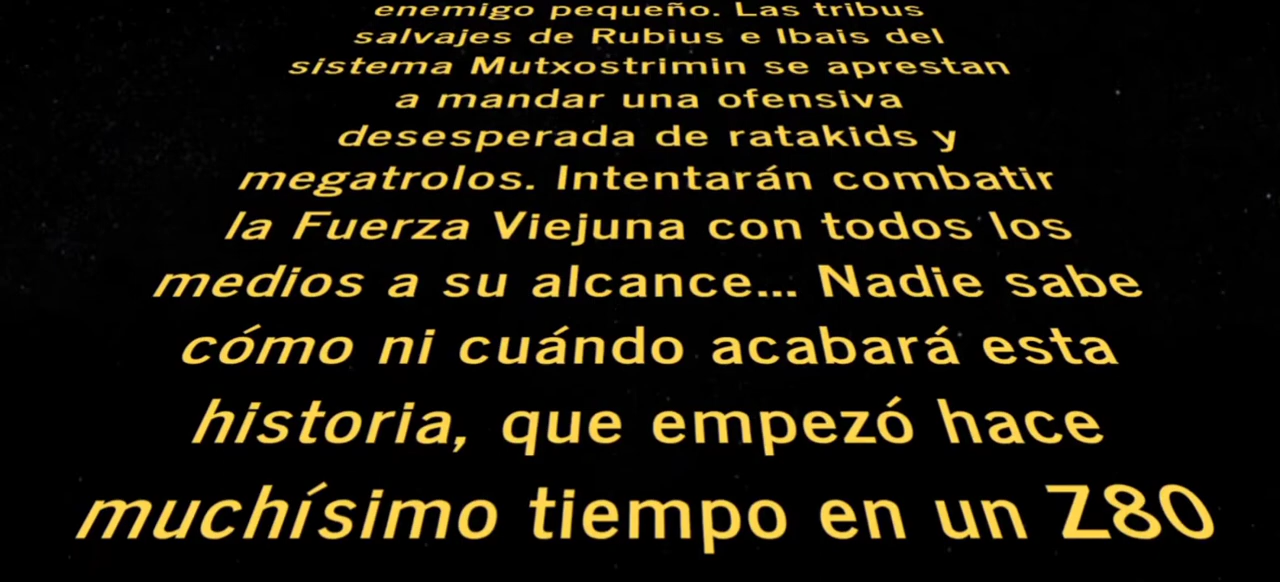 enemigo pequeño. Las tribus
salvajes de Rubius e Ibais del
sistema Mutxostrimin se aprestan
a mandar una ofensiva
desesperada de ratakids y
megatrolos. Intentarán combatir
la Fuerza Viejuna con todos los
medios a su alcance... Nadie sabe
cómo ni cuándo acabará esta
historia, que empezó hace
muchísimo tiempo en un Z80